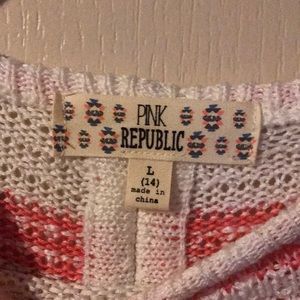 PINK
REPUBLIC
L
(14)
made in
china